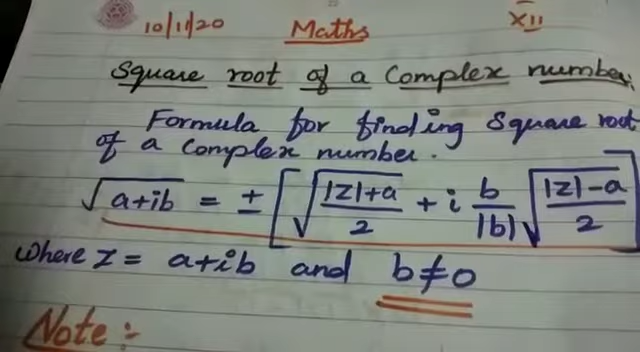 10/11/20 Maths XII
Square root of a Complex number:
Formula for finding Square root
of a Complex number.
√(a+ib) = ± [√((|z|+a)/2) + i b/|b| √((|z|-a)/2)]
where z = a+ib and b≠0
Note:-